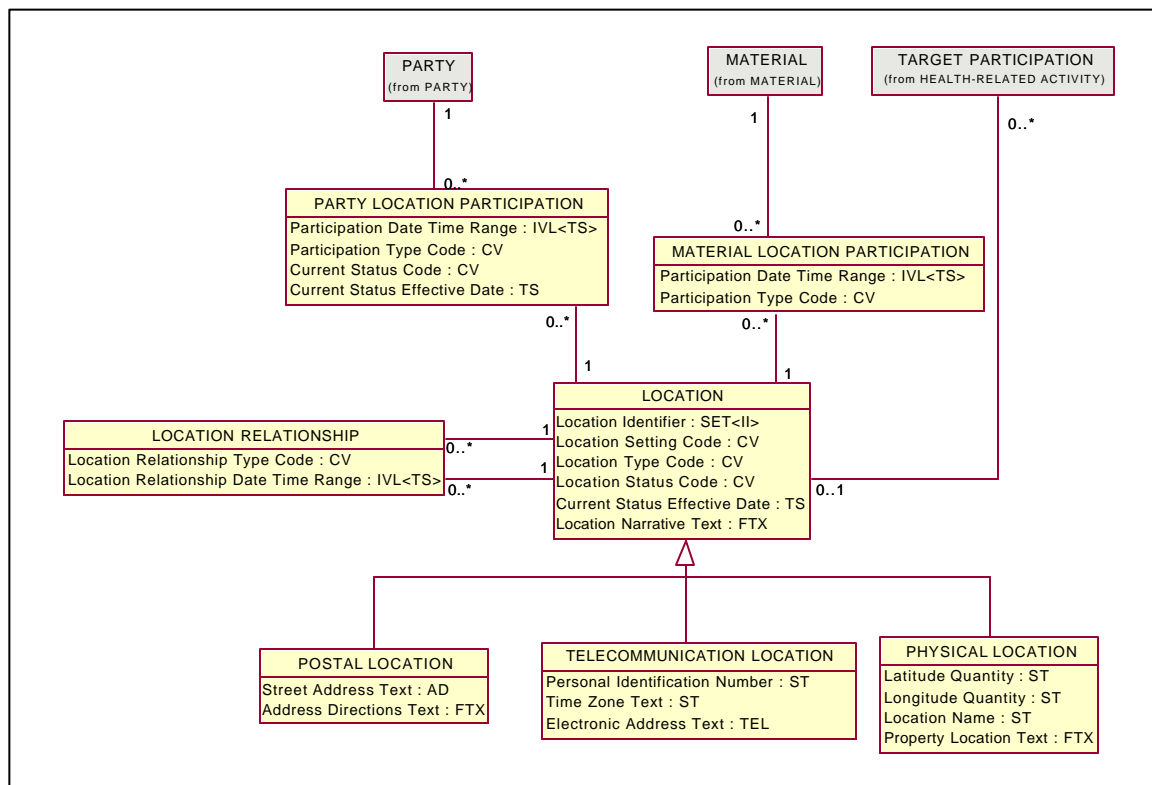 PARTY
(from PARTY)
MATERIAL
(from MATERIAL)
TARGET PARTICIPATION
(from HEALTH-RELATED ACTIVITY)
1
1
0..*
0..*
PARTY LOCATION PARTICIPATION
Participation Date Time Range : IVL<TS>
Participation Type Code : CV
Current Status Code : CV
Current Status Effective Date : TS
0..*
MATERIAL LOCATION PARTICIPATION
Participation Date Time Range : IVL<TS>
Participation Type Code : CV
0..*
0..*
1
1
LOCATION
Location Identifier : SET<II>
Location Setting Code : CV
Location Type Code : CV
Location Status Code : CV
Current Status Effective Date : TS
Location Narrative Text : FTX
LOCATION RELATIONSHIP
Location Relationship Type Code : CV
Location Relationship Date Time Range : IVL<TS>
1
0..*
1
0..*
0..1
POSTAL LOCATION
Street Address Text : AD
Address Directions Text : FTX
TELECOMMUNICATION LOCATION
Personal Identification Number : ST
Time Zone Text : ST
Electronic Address Text : TEL
PHYSICAL LOCATION
Latitude Quantity : ST
Longitude Quantity : ST
Location Name : ST
Property Location Text : FTX